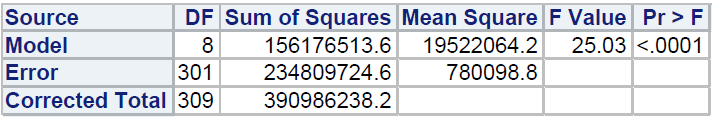 Source DF Sum of Squares Mean Square F Value Pr > F
Model 8 156176513.6 19522064.2 25.03 <.0001
Error 301 234809724.6 780098.8
Corrected Total 309 390986238.2